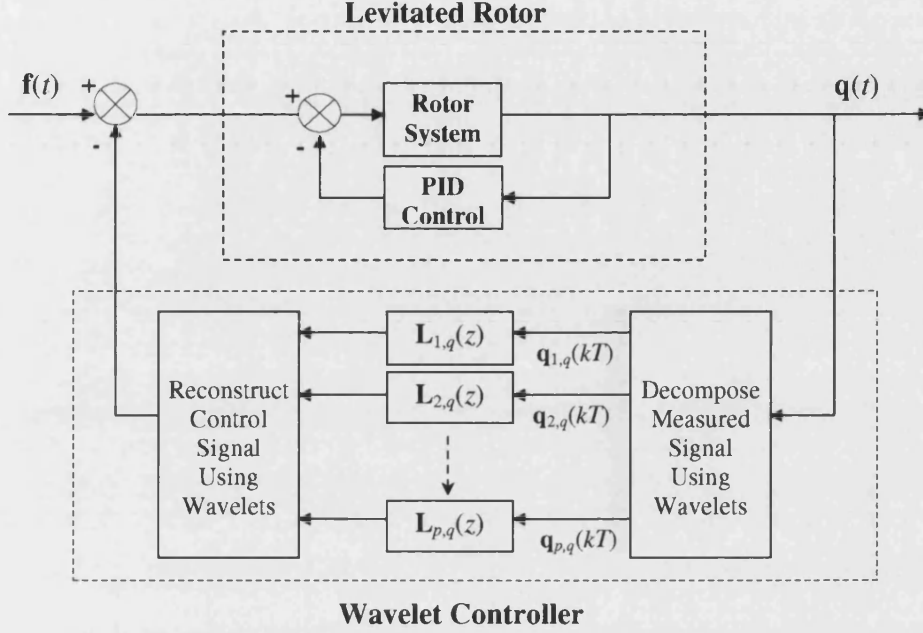 Levitated Rotor
f(t)
+
-
+
-
Rotor
System
PID
Control
q(t)
Reconstruct
Control
Signal
Using
Wavelets
L1,q(z)
L2,q(z)
Lp,q(z)
q1,q(kT)
q2,q(kT)
qp,q(kT)
Decompose
Measured
Signal
Using
Wavelets
Wavelet Controller